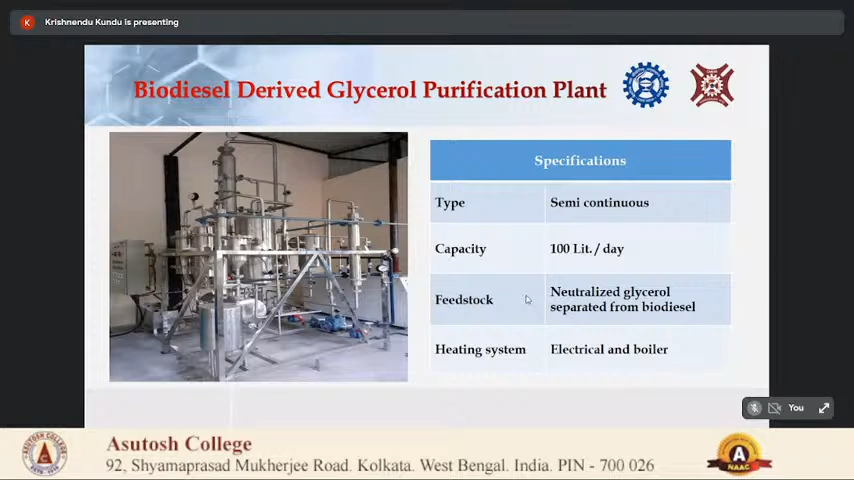 K Krishnendu Kundu is presenting
Biodiesel Derived Glycerol Purification Plant
Specifications
Type Semi continuous
Capacity 100 Lit. / day
Feedstock Neutralized glycerol
separated from biodiesel
Heating system Electrical and boiler
You
Asutosh College
92, Shyamaprasad Mukherjee Road. Kolkata. West Bengal. India. PIN - 700 026
A
NAAC